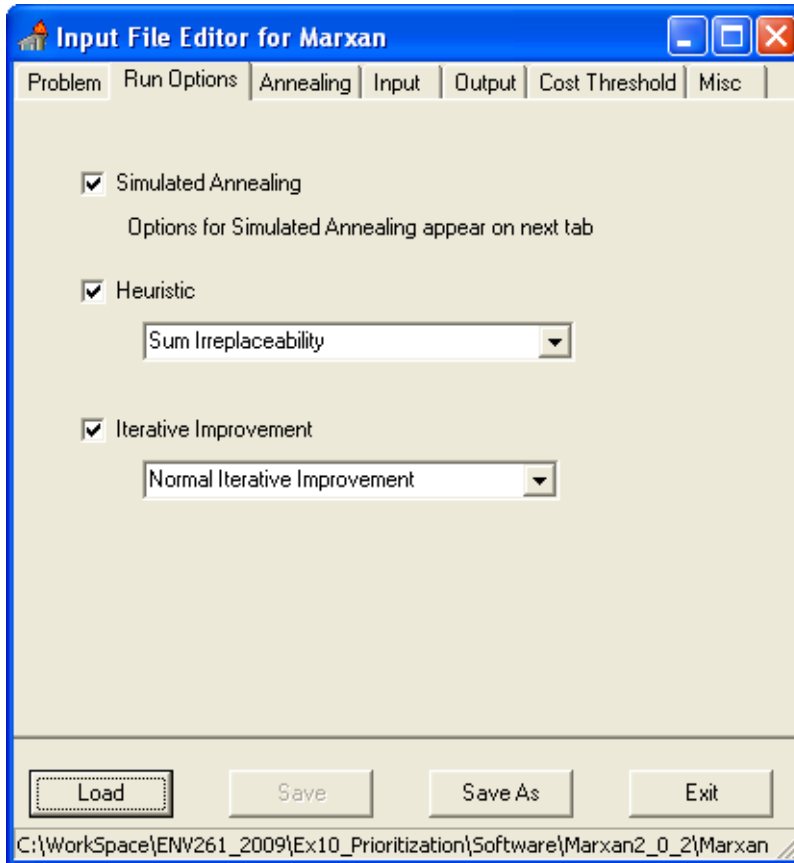 Input File Editor for Marxan
Problem Run Options Annealing Input Output Cost Threshold Misc
Simulated Annealing
Options for Simulated Annealing appear on next tab
Heuristic
Sum Irreplaceability
Iterative Improvement
Normal Iterative Improvement
Load Save Save As Exit
C:\WorkSpace\ENV261_2009\Ex10_Prioritization\Software\Marxan2_0_2\Marxan